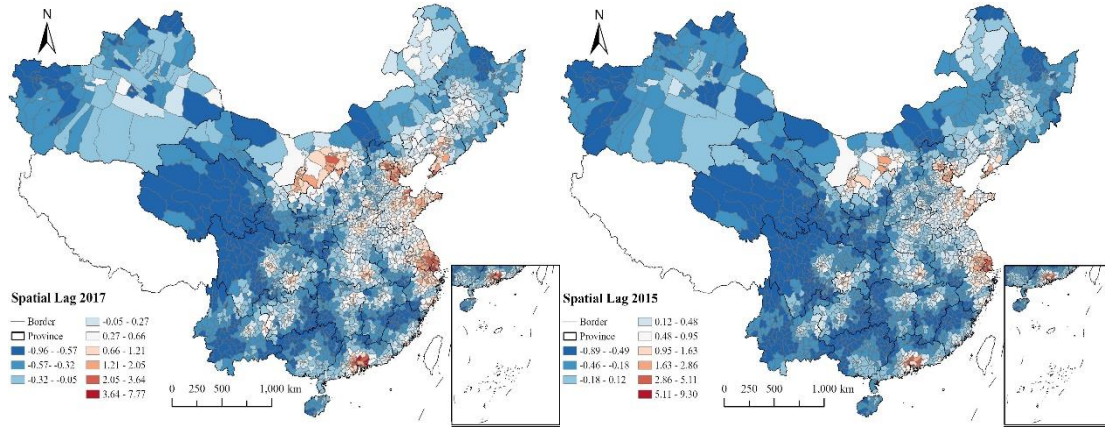 N
Spatial Lag 2017
Border
Province
-0.96 - -0.57
-0.57 - -0.32
-0.32 - -0.05
-0.05 - 0.27
0.27 - 0.66
0.66 - 1.21
1.21 - 2.05
2.05 - 3.64
3.64 - 7.77
0 250 500 1,000 km
N
Spatial Lag 2015
Border
Province
-0.89 - -0.49
-0.46 - -0.18
-0.18 - 0.12
0.12 - 0.48
0.48 - 0.95
0.95 - 1.63
1.63 - 2.86
2.86 - 5.11
5.11 - 9.30
0 250 500 1,000 km